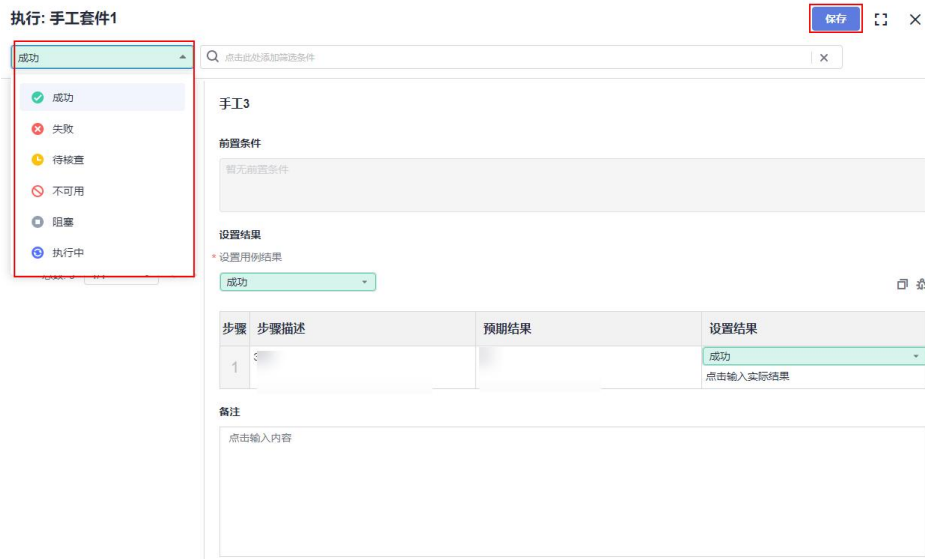 执行: 手工套件1
保存
成功
点击此处添加筛选条件
成功
失败
待核查
不可用
阻塞
执行中
手工3
前置条件
暂无前置条件
设置结果
* 设置用例结果
成功
步骤 步骤描述 预期结果 设置结果
1
成功
点击输入实际结果
备注
点击输入内容